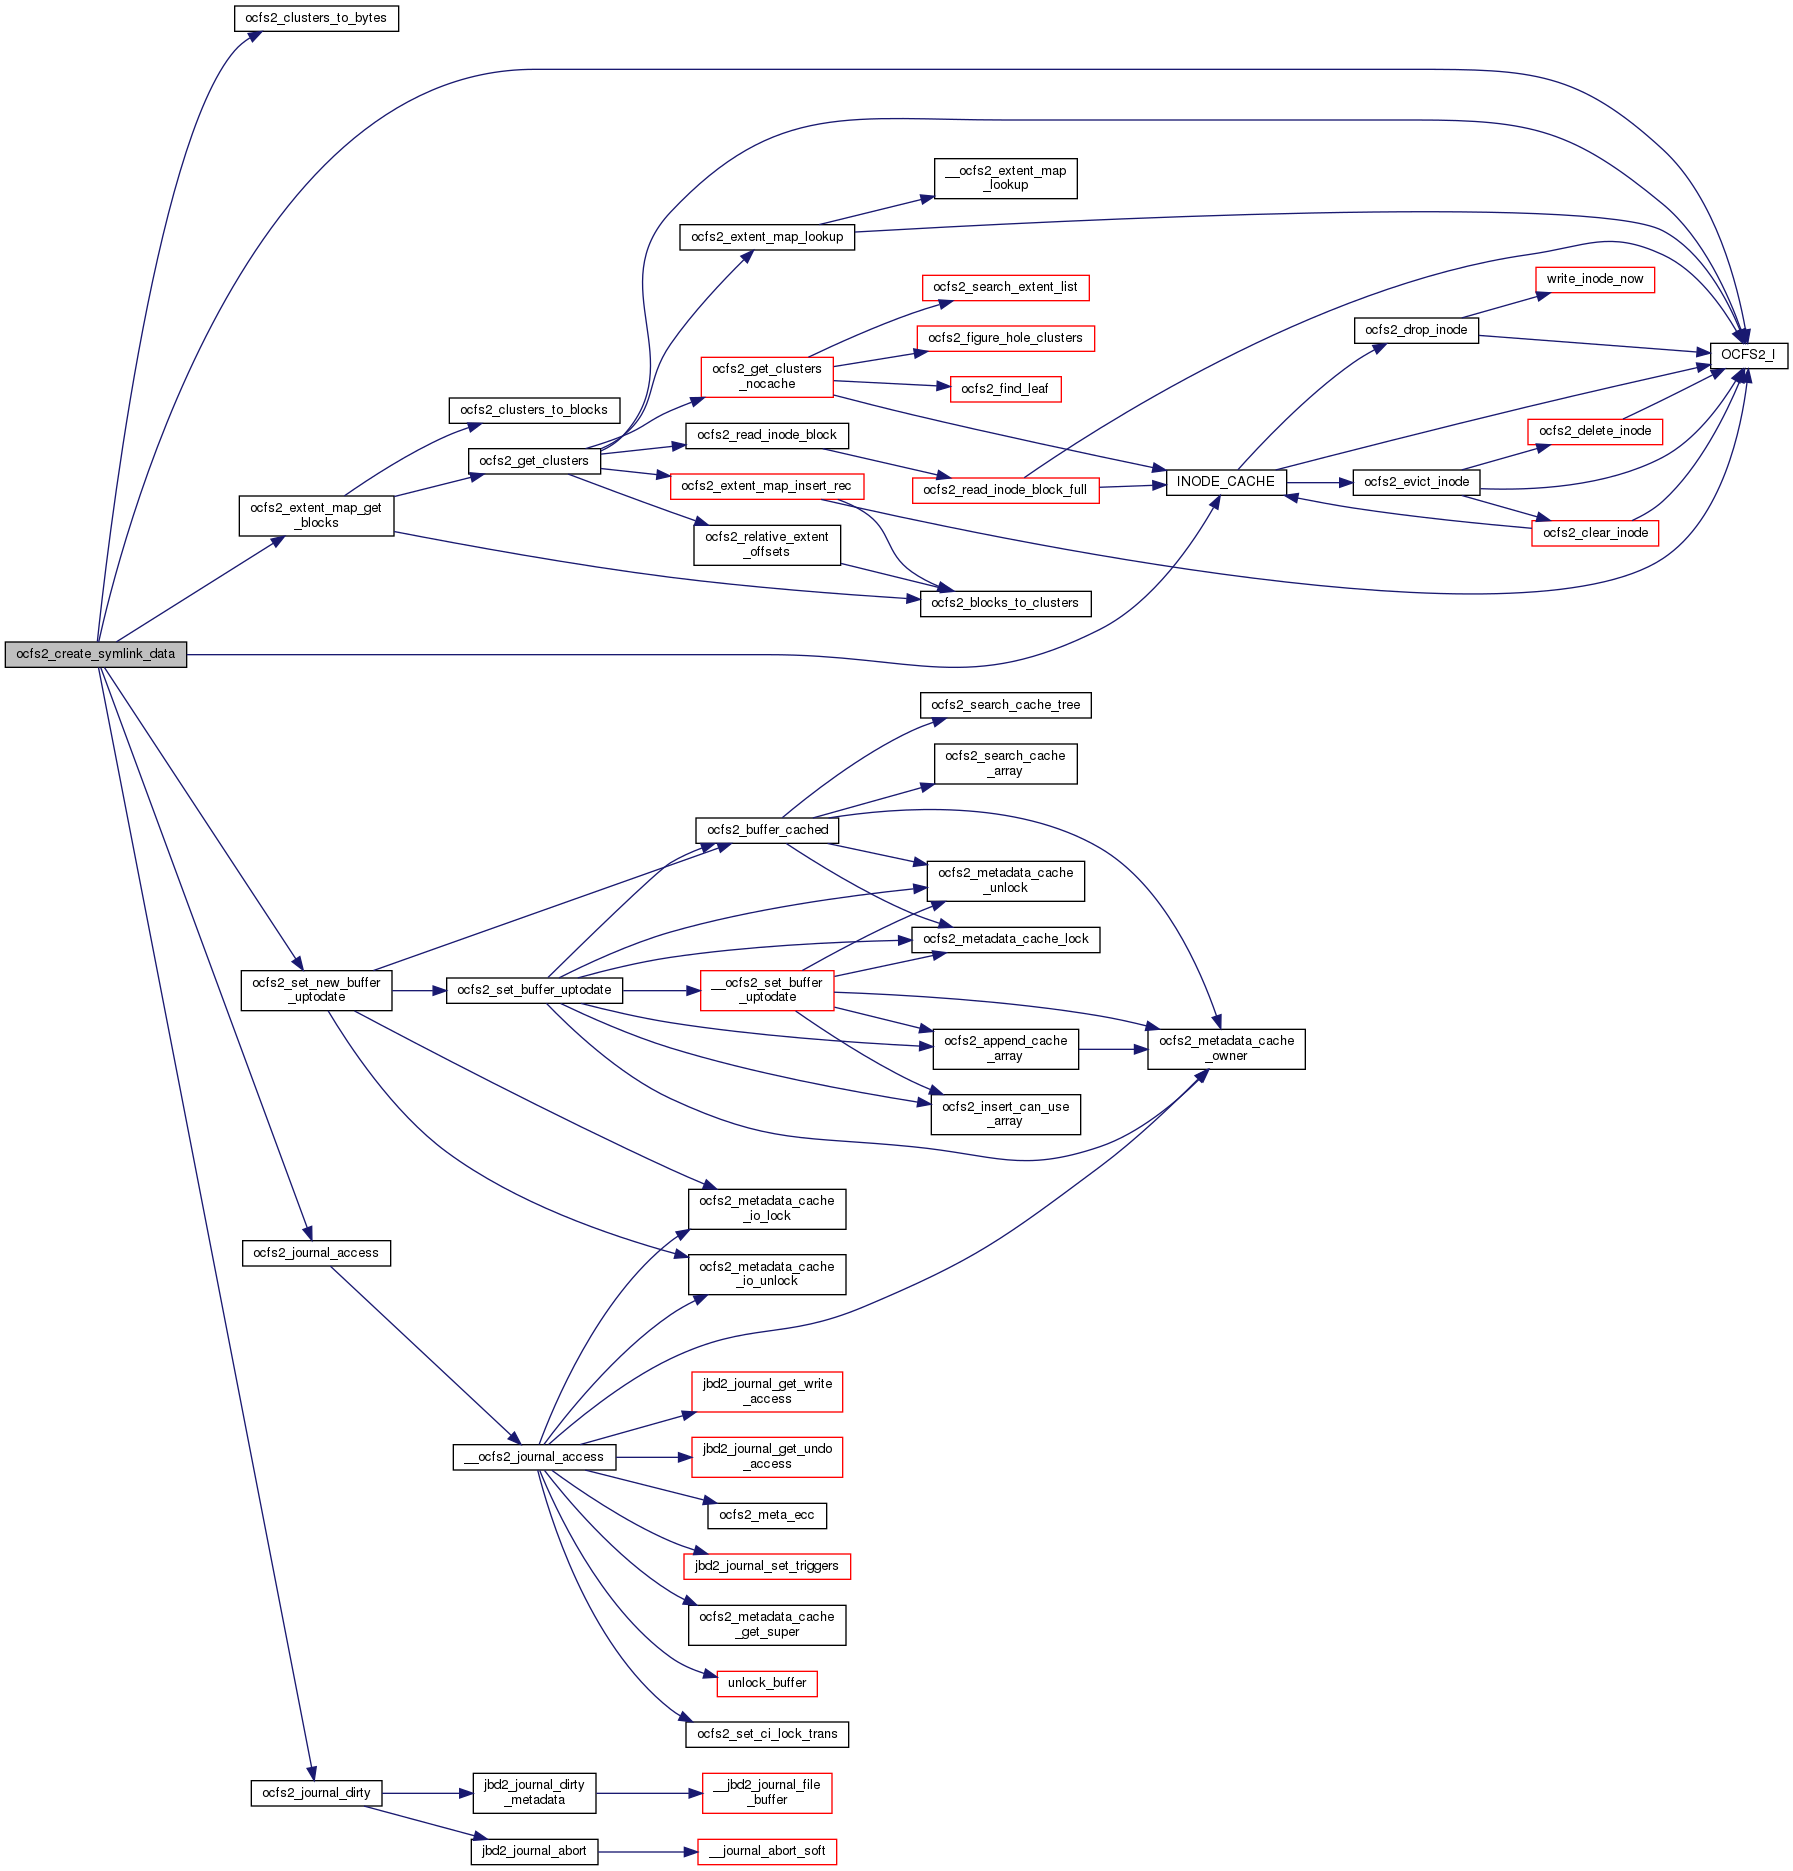 ocfs2_clusters_to_bytes
__ocfs2_extent_map
_lookup
ocfs2_extent_map_lookup
ocfs2_search_extent_list
write_inode_now
ocfs2_figure_hole_clusters
ocfs2_drop_inode
OCFS2_I
ocfs2_get_clusters
_nocache
ocfs2_find_leaf
ocfs2_clusters_to_blocks
ocfs2_read_inode_block
ocfs2_delete_inode
ocfs2_get_clusters
ocfs2_extent_map_insert_rec
ocfs2_read_inode_block_full
INODE_CACHE
ocfs2_evict_inode
ocfs2_extent_map_get
_blocks
ocfs2_relative_extent
_offsets
ocfs2_clear_inode
ocfs2_blocks_to_clusters
ocfs2_create_symlink_data
ocfs2_search_cache_tree
ocfs2_search_cache
_array
ocfs2_buffer_cached
ocfs2_metadata_cache
_unlock
ocfs2_metadata_cache_lock
ocfs2_set_new_buffer
_uptodate
ocfs2_set_buffer_uptodate
__ocfs2_set_buffer
_uptodate
ocfs2_append_cache
_array
ocfs2_metadata_cache
_owner
ocfs2_insert_can_use
_array
ocfs2_metadata_cache
_io_lock
ocfs2_journal_access
ocfs2_metadata_cache
_io_unlock
jbd2_journal_get_write
_access
__ocfs2_journal_access
jbd2_journal_get_undo
_access
ocfs2_meta_ecc
jbd2_journal_set_triggers
ocfs2_metadata_cache
_get_super
unlock_buffer
ocfs2_set_ci_lock_trans
ocfs2_journal_dirty
jbd2_journal_dirty
_metadata
__jbd2_journal_file
_buffer
jbd2_journal_abort
__journal_abort_soft